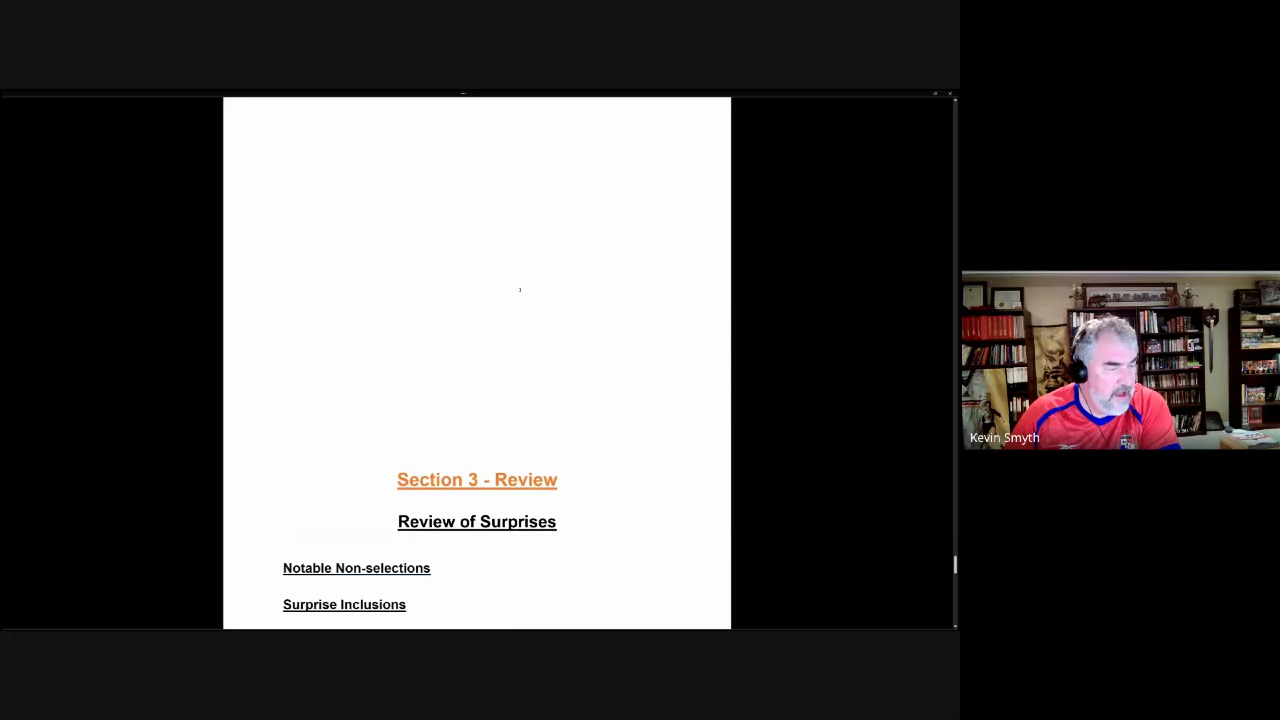 Section 3 - Review
Review of Surprises
Notable Non-selections
Surprise Inclusions
Kevin Smyth